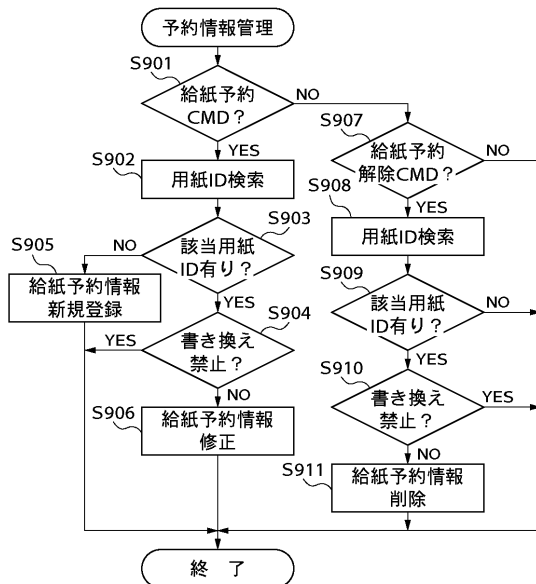 予約情報管理
S901
給紙予約
CMD？
NO
YES
S902
用紙ID検索
S903
該当用紙
ID有り？
NO
YES
S905
給紙予約情報
新規登録
S904
書き換え
禁止？
YES
NO
S906
給紙予約情報
修正
S907
給紙予約
解除CMD？
NO
YES
S908
用紙ID検索
S909
該当用紙
ID有り？
NO
YES
S910
書き換え
禁止？
YES
NO
S911
給紙予約情報
削除
終 了